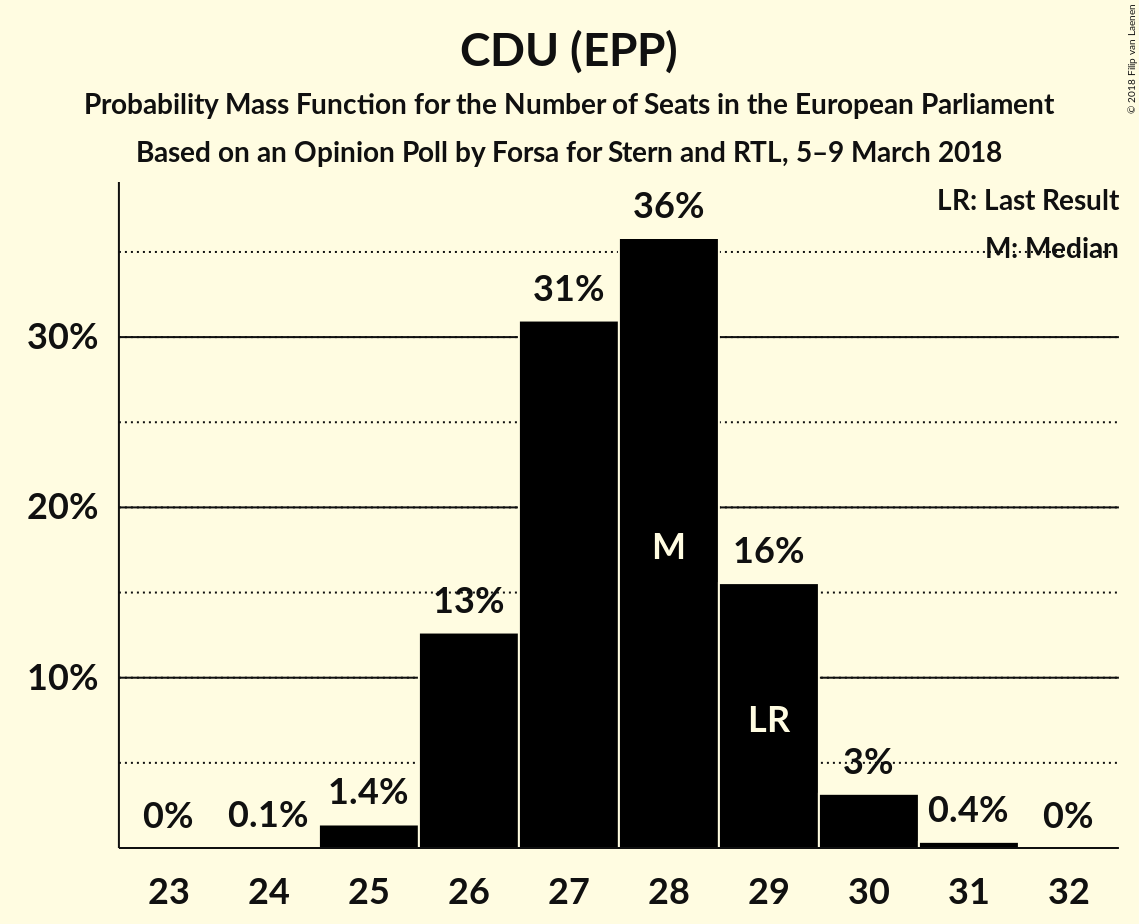 CDU (EPP)
Probability Mass Function for the Number of Seats in the European Parliament
Based on an Opinion Poll by Forsa for Stern and RTL, 5–9 March 2018
© 2018 Filip van Laenen
LR: Last Result
M: Median
30%
20%
10%
0%
0.1%
1.4%
13%
31%
36%
16%
3%
0.4%
0%
M
LR
23 24 25 26 27 28 29 30 31 32